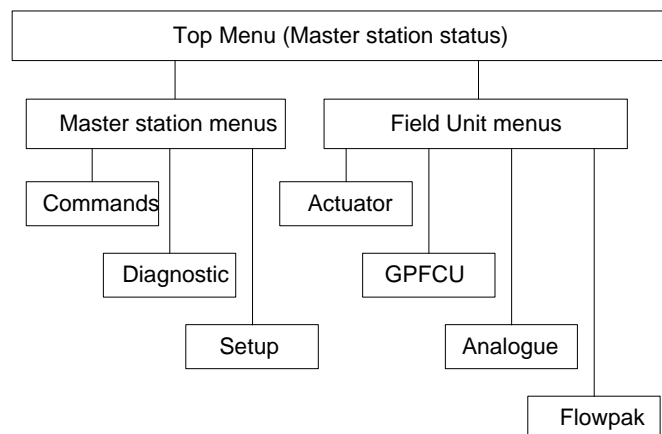 Top Menu (Master station status)
Master station menus
Field Unit menus
Commands
Actuator
Diagnostic
GPFCU
Setup
Analogue
Flowpak